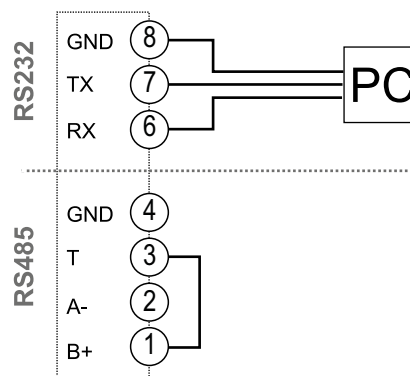 RS232
GND 8
TX 7
RX 6
PC
RS485
GND 4
T 3
A- 2
B+ 1